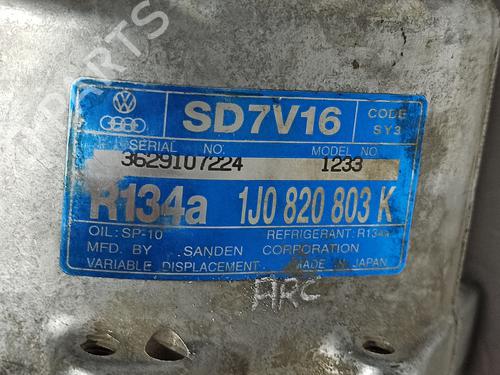 PARTS
SD7V16
CODE
SY3
SERIAL NO.
MODEL NO
3629107224
1233
R134a
1J0 820 803 K
OIL: SP-10
REFRIGERANT: R134a
MFD. BY SANDEN CORPORATION
VARIABLE DISPLACEMENT
MADE IN JAPAN
ARC